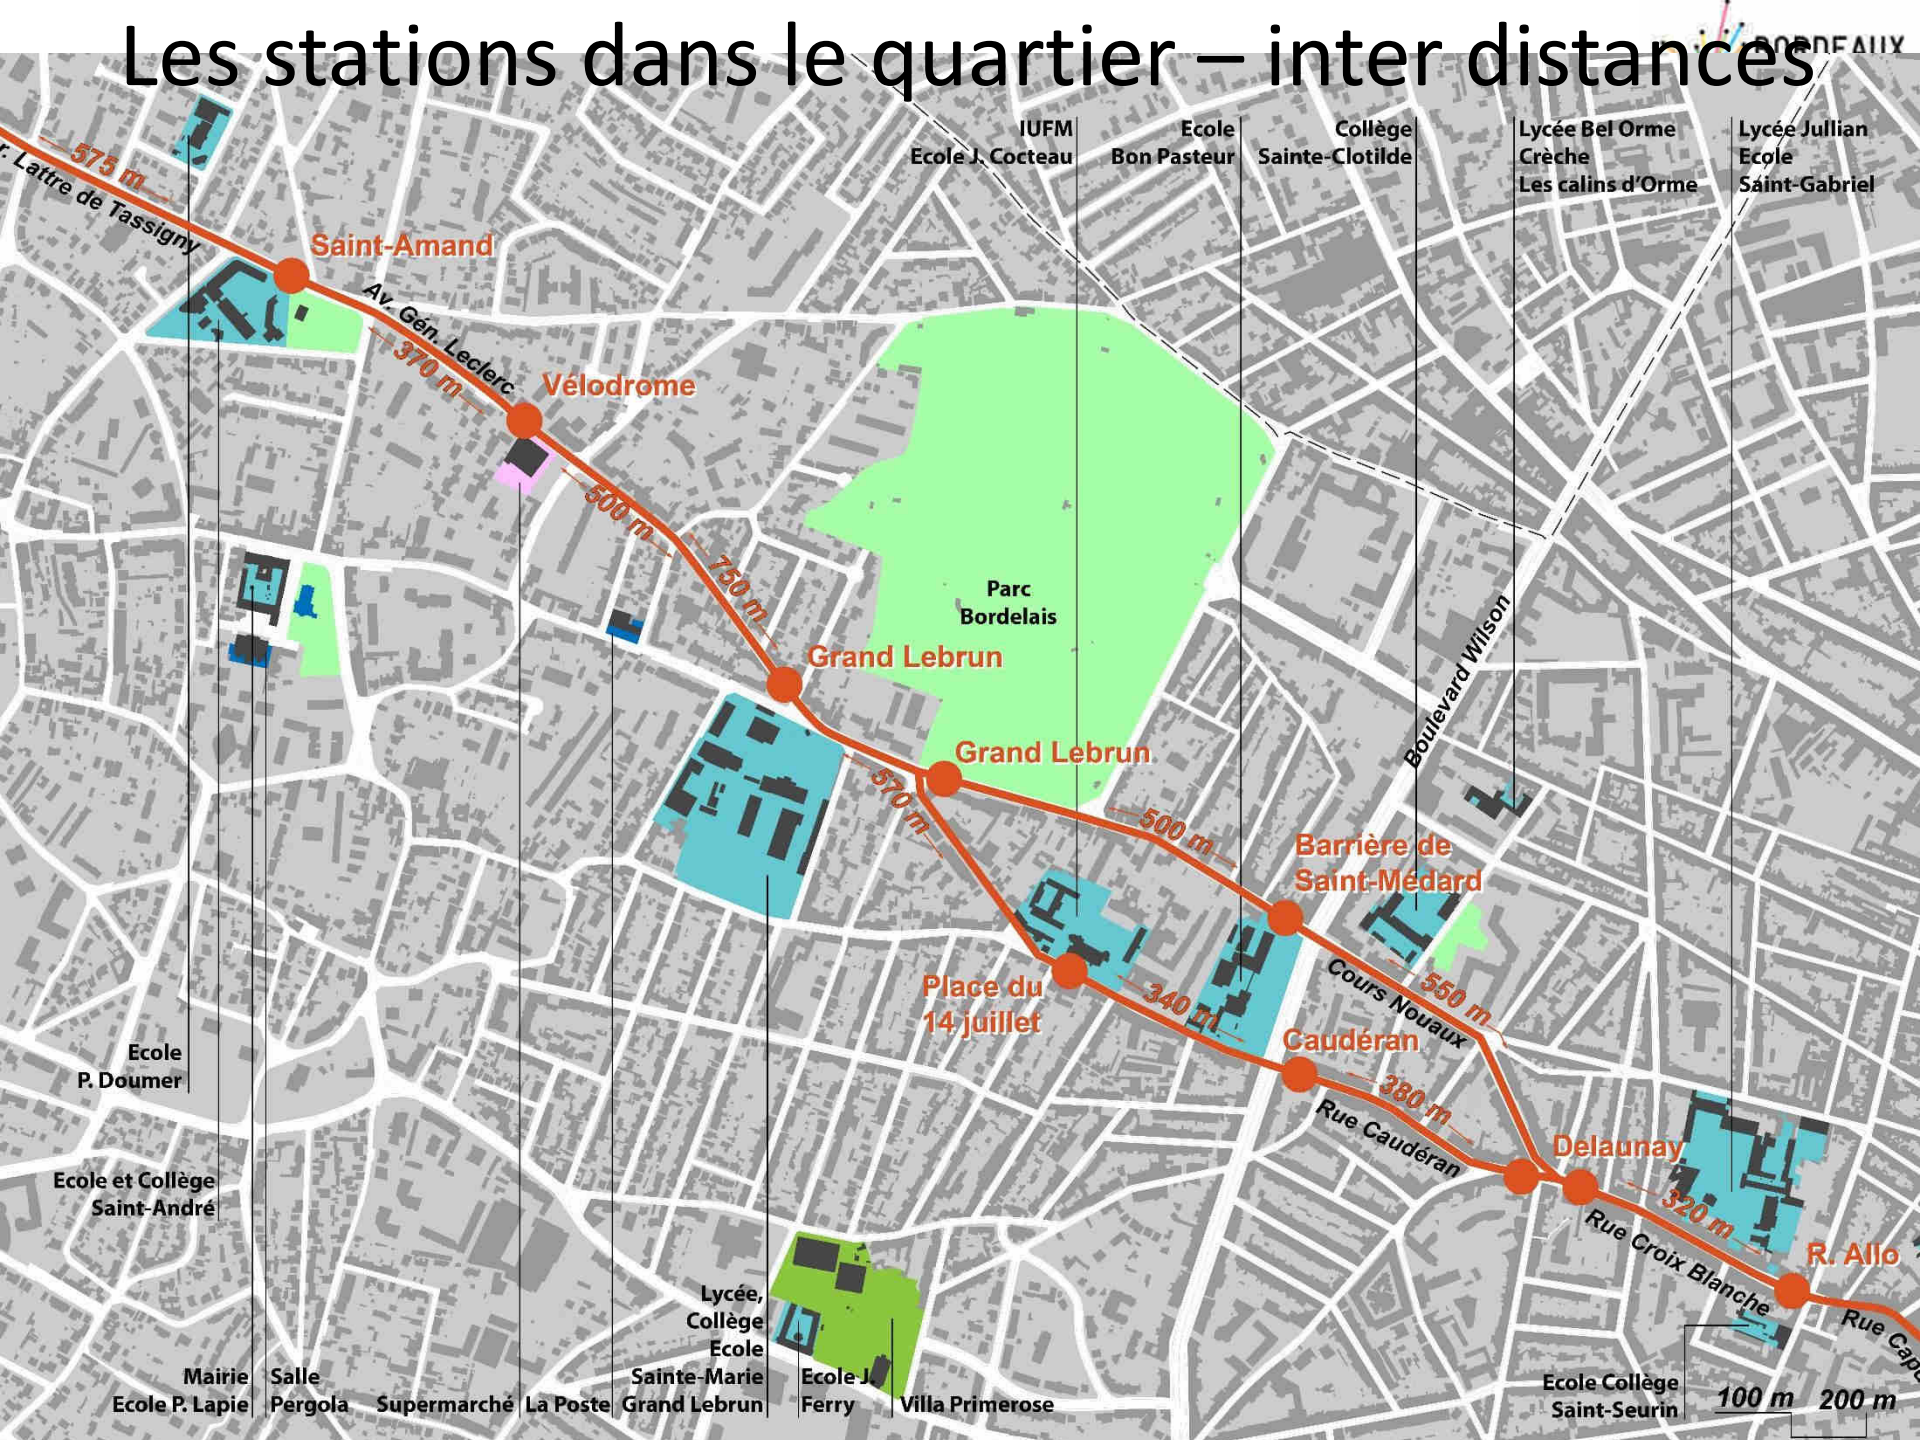 Les stations dans le quartier – inter distances
BORDEAUX
IUFM
Ecole J. Cocteau
Ecole
Bon Pasteur
Collège
Sainte-Clotilde
Lycée Bel Orme
Crèche
Les calins d'Orme
Lycée Jullian
Ecole
Saint-Gabriel
575 m
r. Lattre de Tassigny
Saint-Amand
Av. Gén. Leclerc
370 m
Vélodrome
500 m
750 m
Parc
Bordelais
Grand Lebrun
Boulevard Wilson
Grand Lebrun
570 m
500 m
Barrière de
Saint-Médard
Place du
14 juillet
340 m
Cours Nouaux
550 m
Caudéran
380 m
Rue Caudéran
Delaunay
320 m
Rue Croix Blanche
R. Allo
Rue Cap
Ecole
P. Doumer
Ecole et Collège
Saint-André
Mairie
Ecole P. Lapie
Salle
Pergola
Supermarché
La Poste
Lycée,
Collège
Ecole
Sainte-Marie
Grand Lebrun
Ecole J.
Ferry
Villa Primerose
Ecole Collège
Saint-Seurin
100 m
200 m